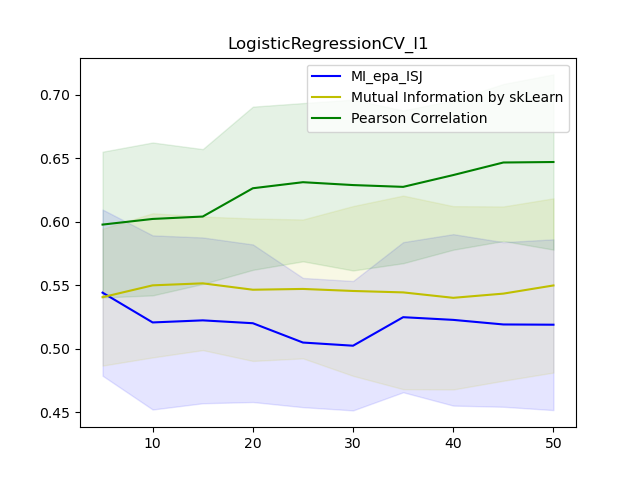 LogisticRegressionCV_l1
MI_epa_ISJ
Mutual Information by skLearn
Pearson Correlation
0.70
0.65
0.60
0.55
0.50
0.45
10 20 30 40 50